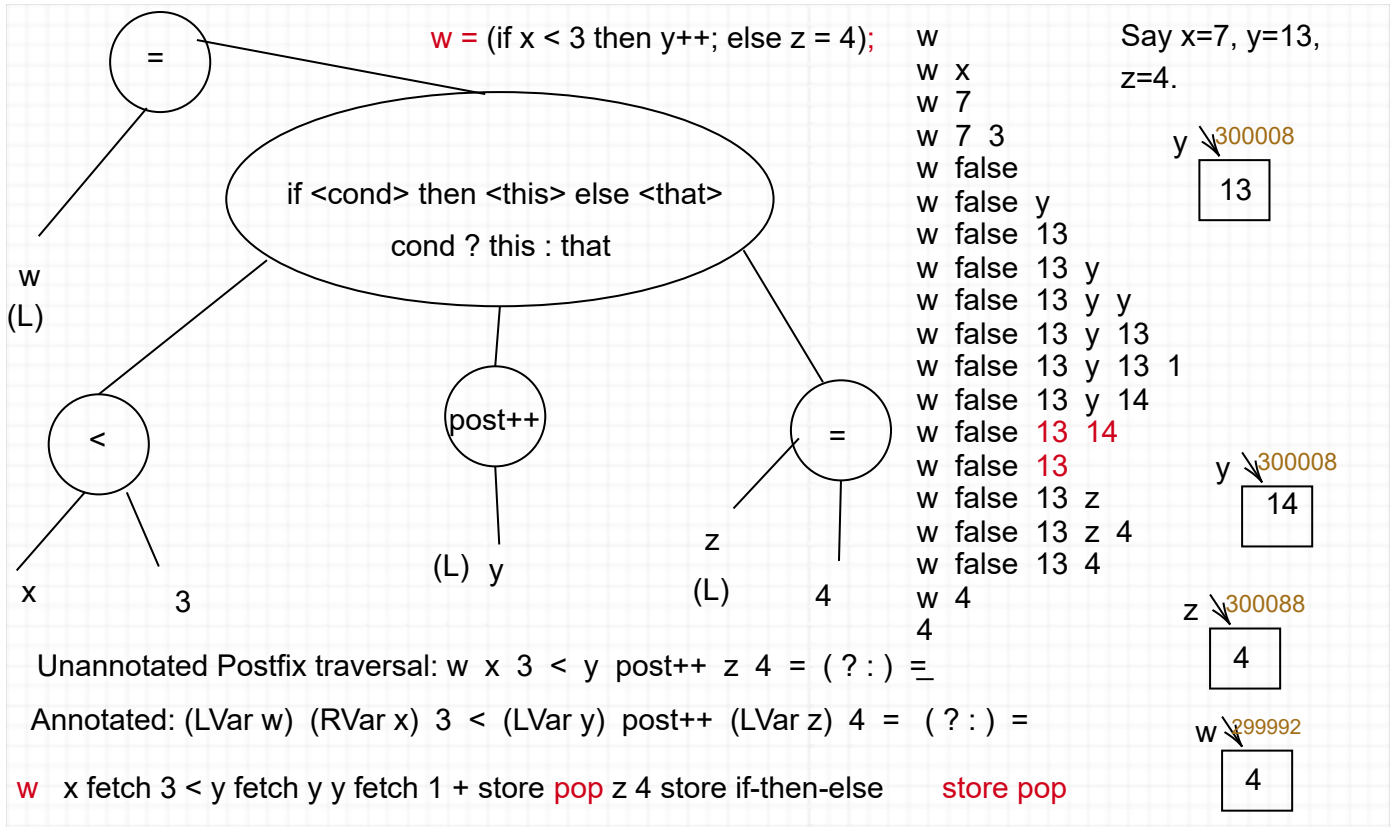 w = (if x < 3 then y++; else z = 4);
=
if <cond> then <this> else <that>
cond ? this : that
w
(L)
<
post++
=
x
3
(L) y
z
(L)
4
w
w x
w 7
w 7 3
w false
w false y
w false 13
w false 13 y
w false 13 y y
w false 13 y 13
w false 13 y 13 1
w false 13 y 14
w false 13 14
w false 13
w false 13 z
w false 13 z 4
w false 13 4
w 4
4
Say x=7, y=13,
z=4.
y 300008
13
y 300008
14
z 300088
4
w 299992
4
Unannotated Postfix traversal: w x 3 < y post++ z 4 = ( ? : ) =_
Annotated: (LVar w) (RVar x) 3 < (LVar y) post++ (LVar z) 4 = ( ? : ) =
w x fetch 3 < y fetch y y fetch 1 + store pop z 4 store if-then-else store pop